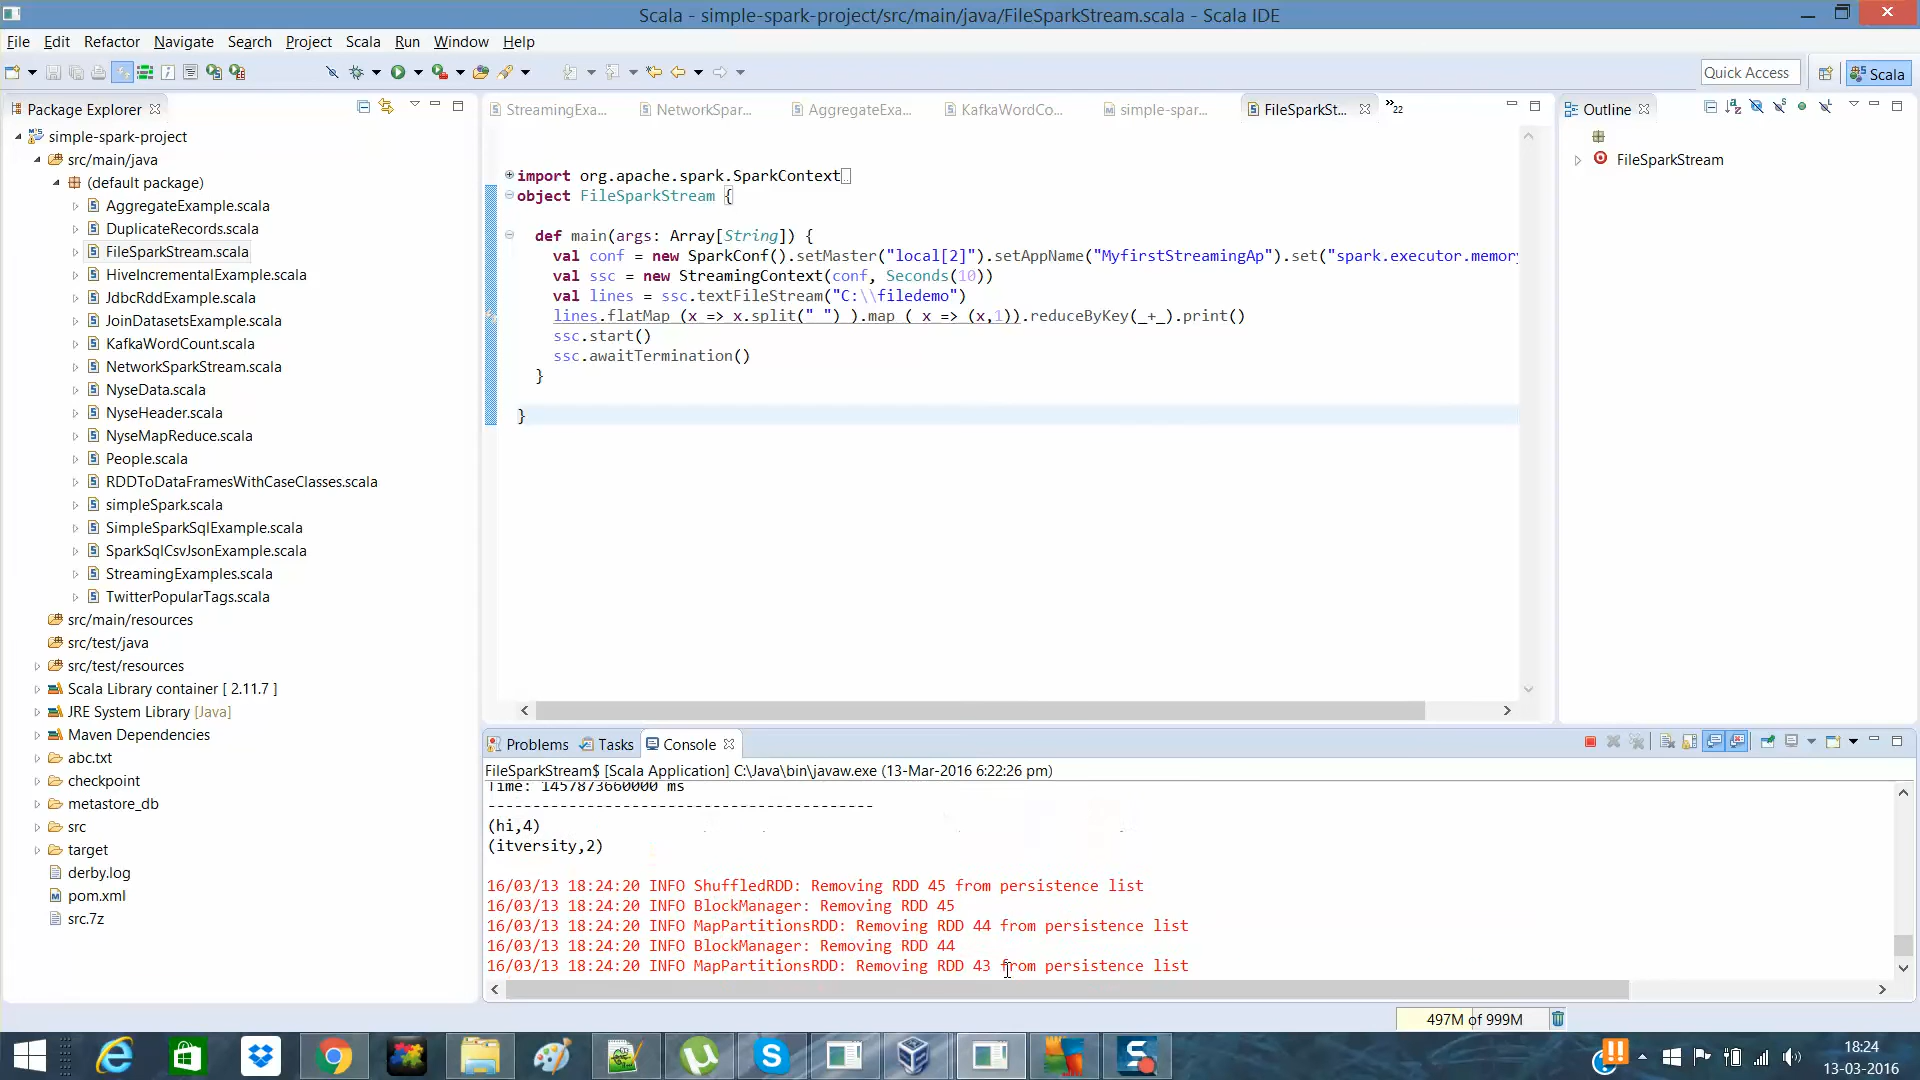 Scala - simple-spark-project/src/main/java/FileSparkStream.scala - Scala IDE
File Edit Refactor Navigate Search Project Scala Run Window Help
Quick Access
Scala
Package Explorer
simple-spark-project
src/main/java
(default package)
AggregateExample.scala
DuplicateRecords.scala
FileSparkStream.scala
HiveIncrementalExample.scala
JdbcRddExample.scala
JoinDatasetsExample.scala
KafkaWordCount.scala
NetworkSparkStream.scala
NyseData.scala
NyseHeader.scala
NyseMapReduce.scala
People.scala
RDDToDataFramesWithCaseClasses.scala
simpleSpark.scala
SimpleSparkSqlExample.scala
SparkSqlCsvJsonExample.scala
StreamingExamples.scala
TwitterPopularTags.scala
src/main/resources
src/test/java
src/test/resources
Scala Library container [ 2.11.7 ]
JRE System Library [Java]
Maven Dependencies
abc.txt
checkpoint
metastore_db
src
target
derby.log
pom.xml
src.7z
StreamingExa... NetworkSpar... AggregateExa... KafkaWordCo... simple-spar... FileSparkSt... »22
import org.apache.spark.SparkContext
object FileSparkStream {
def main(args: Array[String]) {
val conf = new SparkConf().setMaster("local[2]").setAppName("MyfirstStreamingAp").set("spark.executor.memory
val ssc = new StreamingContext(conf, Seconds(10))
val lines = ssc.textFileStream("C:\\filedemo")
lines.flatMap (x => x.split(" ") ).map ( x => (x,1)).reduceByKey(_+_).print()
ssc.start()
ssc.awaitTermination()
}
}
Outline
FileSparkStream
Problems Tasks Console
FileSparkStream$ [Scala Application] C:\Java\bin\javaw.exe (13-Mar-2016 6:22:26 pm)
Time: 1457873660000 ms
-------------------------------------------
(hi,4)
(itversity,2)
16/03/13 18:24:20 INFO ShuffledRDD: Removing RDD 45 from persistence list
16/03/13 18:24:20 INFO BlockManager: Removing RDD 45
16/03/13 18:24:20 INFO MapPartitionsRDD: Removing RDD 44 from persistence list
16/03/13 18:24:20 INFO BlockManager: Removing RDD 44
16/03/13 18:24:20 INFO MapPartitionsRDD: Removing RDD 43 from persistence list
497M of 999M
18:24
13-03-2016